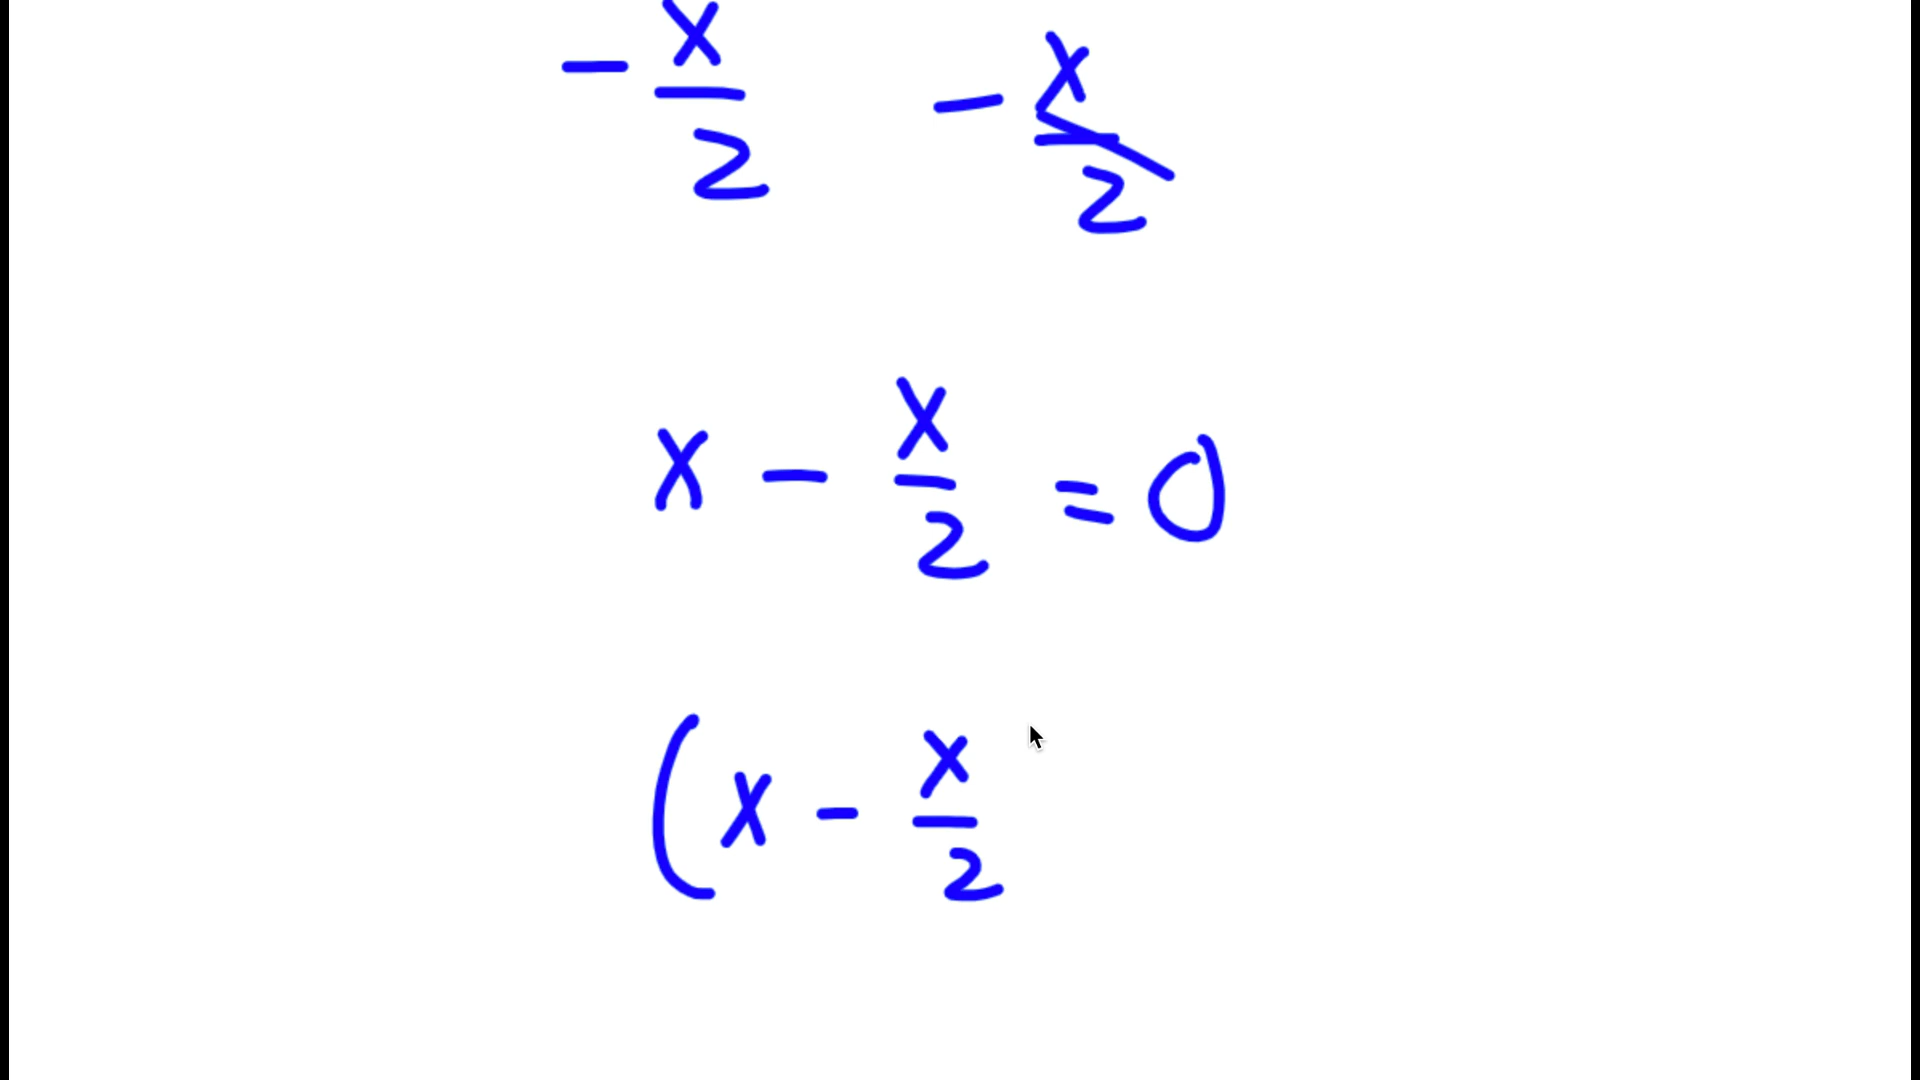 - x/2 - x/2
x - x/2 = 0
(x - x/2